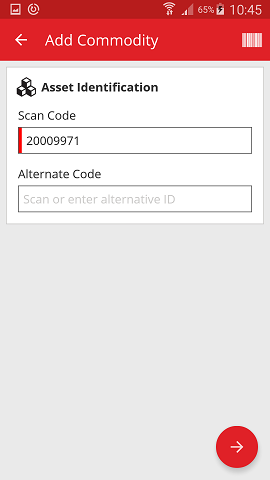 65% 10:45
Add Commodity
Asset Identification
Scan Code
20009971
Alternate Code
Scan or enter alternative ID